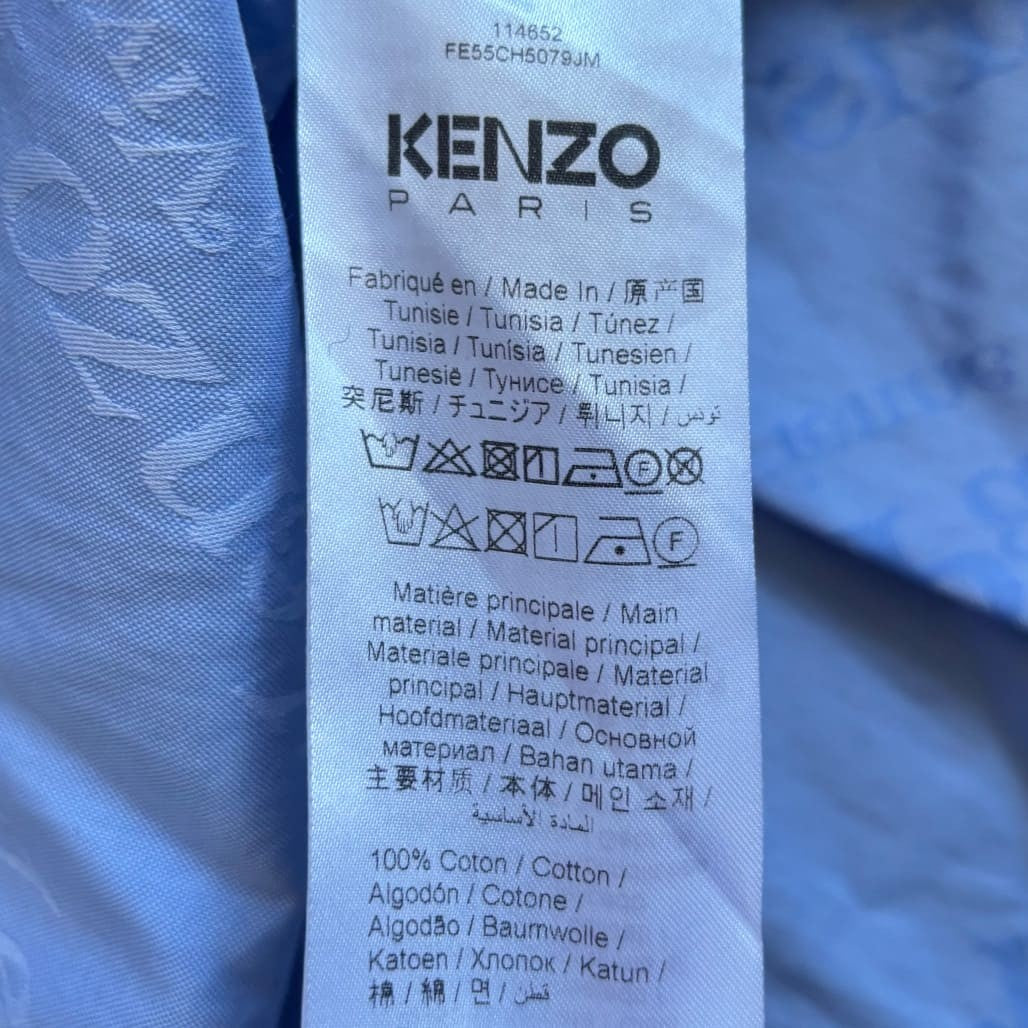 114652
FE55CH5079JM
KENZO
PARIS
Fabriqué en / Made In / 原产国
Tunisie / Tunisia / Túnez /
Tunisia / Tunísia / Tunesien /
Tunesië / Тунисе / Tunisia /
突尼斯 / チュニジア / 튀니지 / تونس
F
F
Matière principale / Main
material / Material principal /
Materiale principale / Material
principal / Hauptmaterial /
Hoofdmateriaal / Основной
материал / Bahan utama /
主要材质 / 本体 / 메인 소재 /
المادة الأساسية
100% Coton / Cotton /
Algodón / Cotone /
Algodão / Baumwolle /
Katoen / Хлопок / Katun /
棉 / 綿 / 면 / قطن